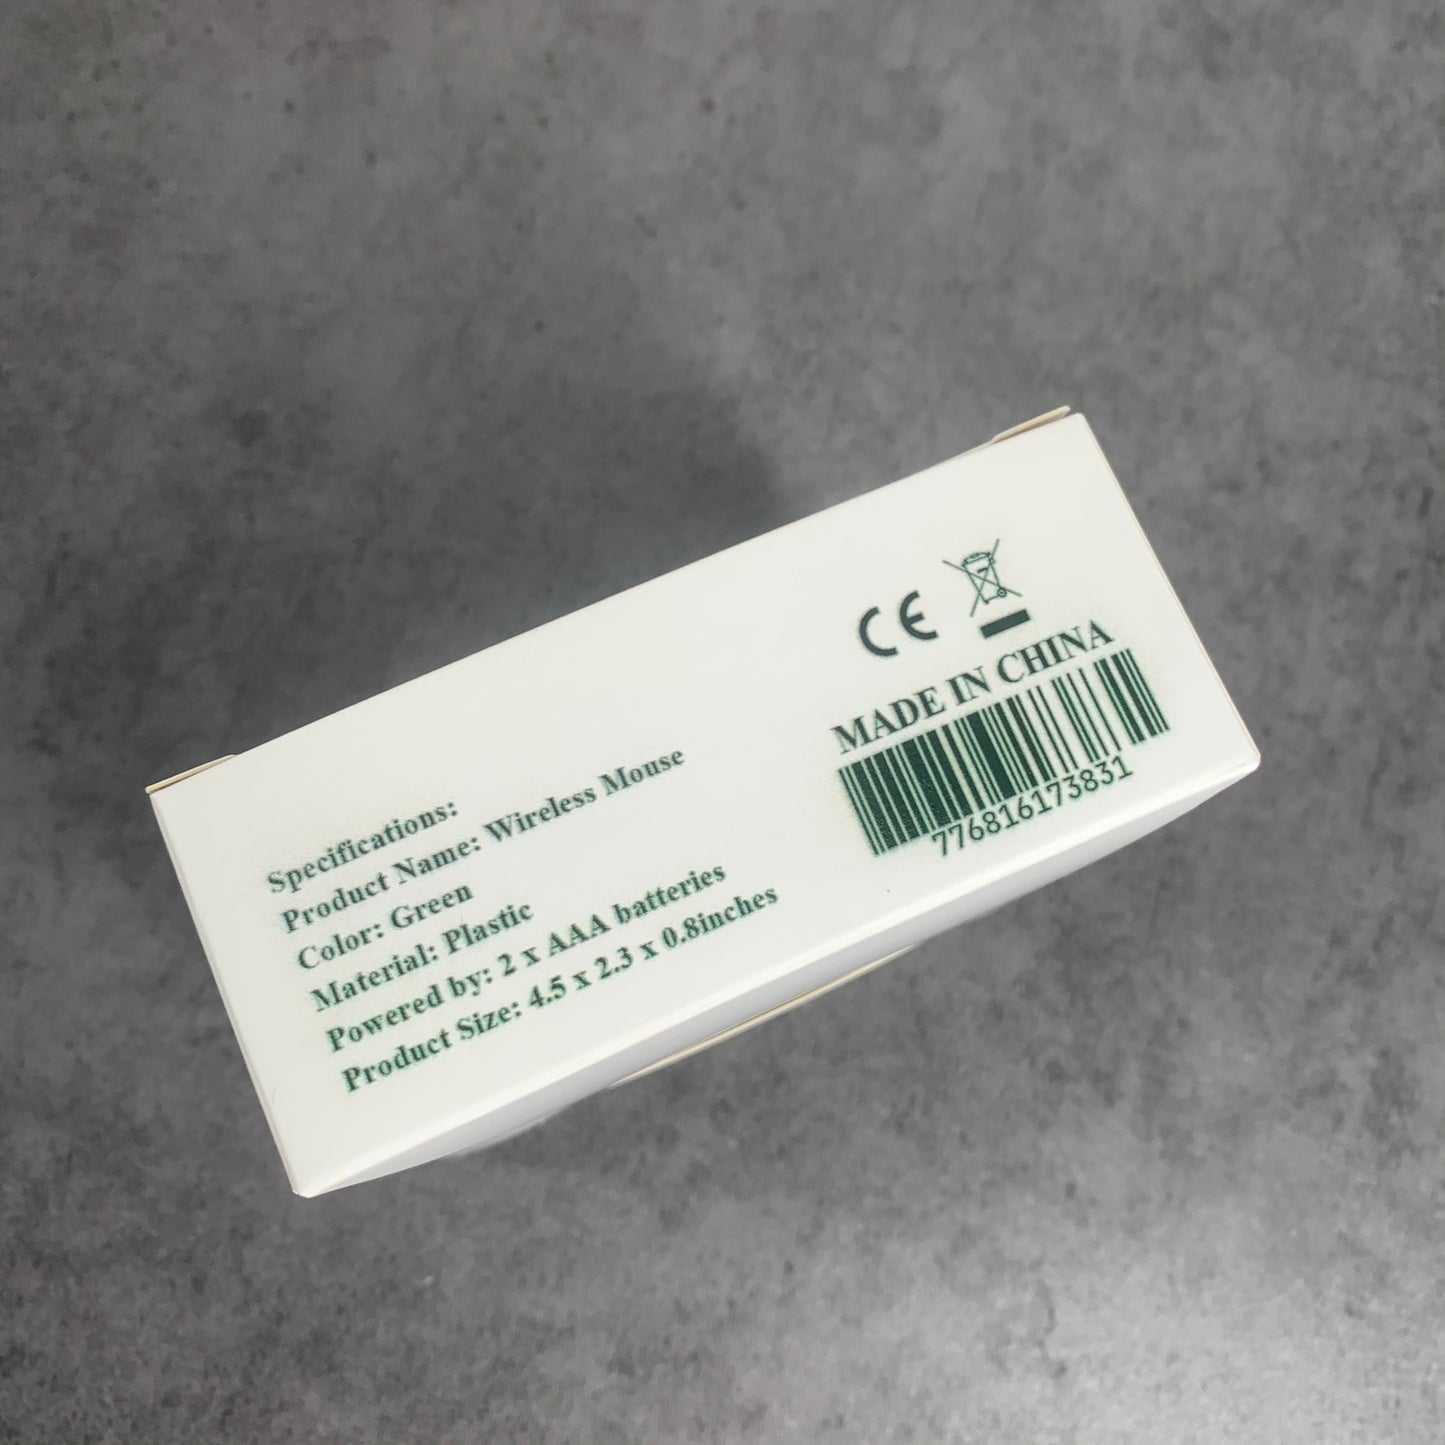 Specifications:
Product Name: Wireless Mouse
Color: Green
Material: Plastic
Powered by: 2 x AAA batteries
Product Size: 4.5 x 2.3 x 0.8inches
CE
MADE IN CHINA
776816173831